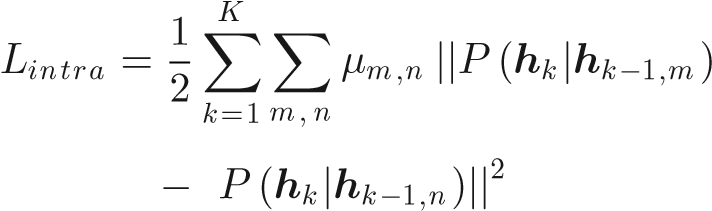 L_{intra} = \frac{1}{2} \sum_{k=1}^{K} \sum_{m,n} \mu_{m,n} ||P(\boldsymbol{h}_k|\boldsymbol{h}_{k-1,m})
- P(\boldsymbol{h}_k|\boldsymbol{h}_{k-1,n})||^2